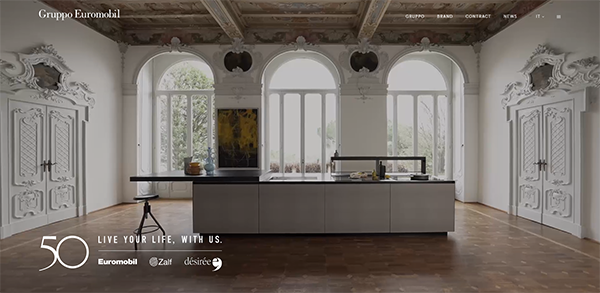 Gruppo Euromobil
GRUPPO BRAND CONTRACT NEWS IT
50 LIVE YOUR LIFE, WITH US.
Euromobil Zalf désirée